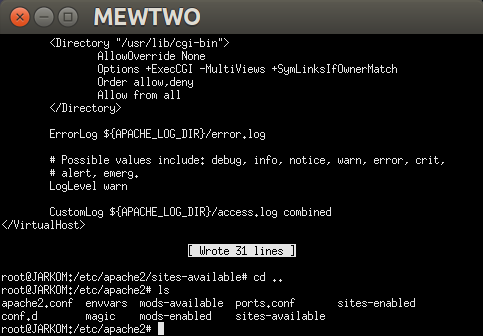 MEWTWO
<Directory "/usr/lib/cgi-bin">
AllowOverride None
Options +ExecCGI -MultiViews +SymLinksIfOwnerMatch
Order allow,deny
Allow from all
</Directory>
ErrorLog ${APACHE_LOG_DIR}/error.log
# Possible values include: debug, info, notice, warn, error, crit,
# alert, emerg.
LogLevel warn
CustomLog ${APACHE_LOG_DIR}/access.log combined
</VirtualHost>
[ Wrote 31 lines ]
root@JARKOM:/etc/apache2/sites-available# cd ..
root@JARKOM:/etc/apache2# ls
apache2.conf envvars mods-available ports.conf sites-enabled
conf.d magic mods-enabled sites-available
root@JARKOM:/etc/apache2#